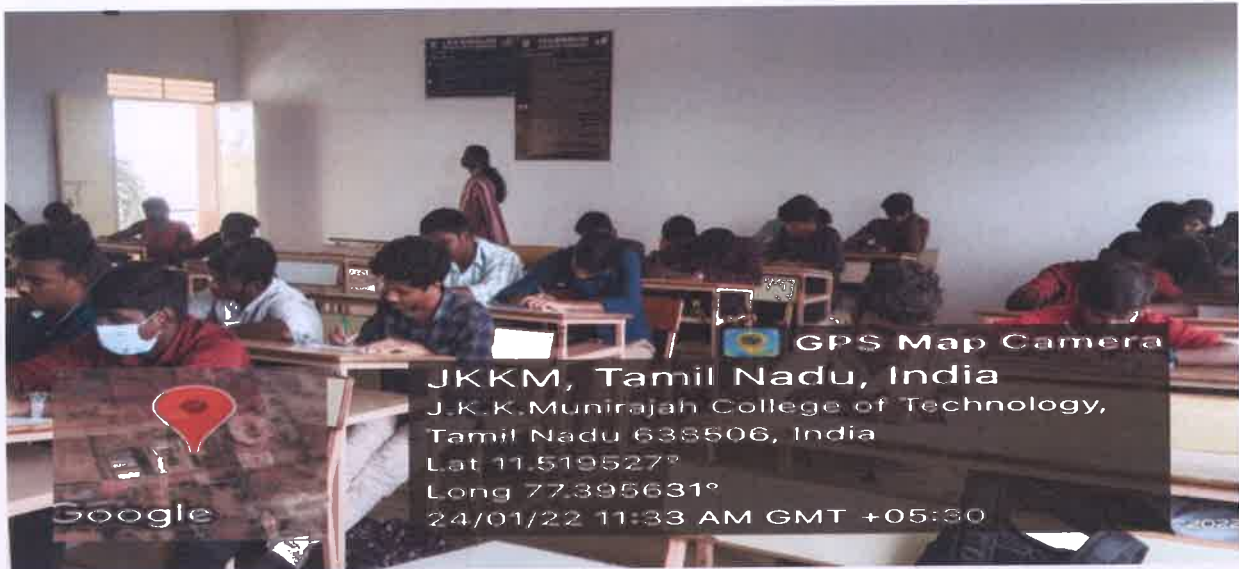 GPS Map Camera
JKKM, Tamil Nadu, India
J.K.K.Munirajah College of Technology,
Tamil Nadu 638506, India
Lat 11.519527°
Long 77.395631°
24/01/22 11:33 AM GMT +05:30
Google
2022